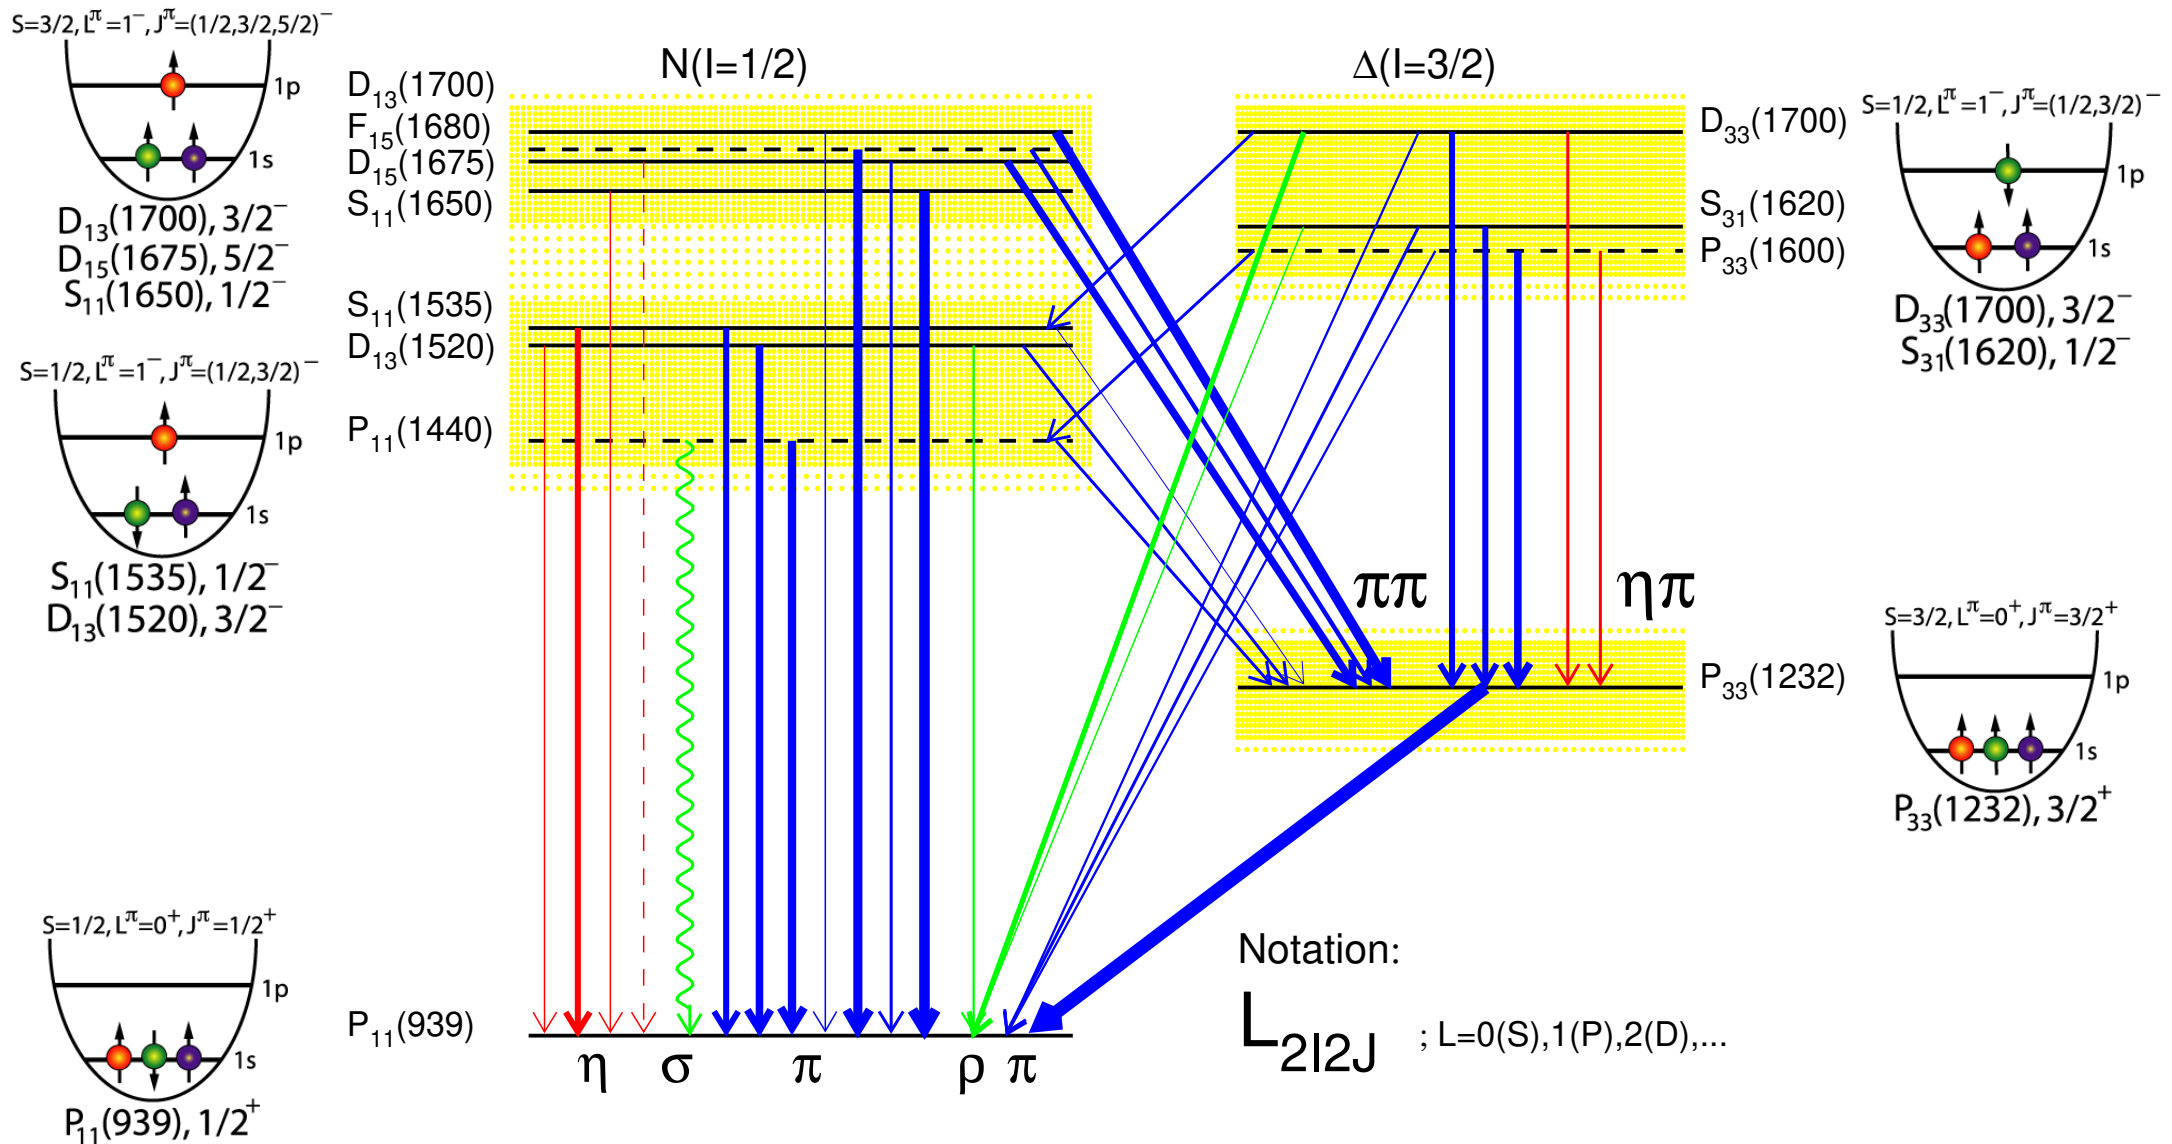 S=3/2, L^π=1^-, J^π=(1/2,3/2,5/2)^-
1p
1s
D13(1700), 3/2^-
D15(1675), 5/2^-
S11(1650), 1/2^-
S=1/2, L^π=1^-, J^π=(1/2,3/2)^-
1p
1s
S11(1535), 1/2^-
D13(1520), 3/2^-
S=1/2, L^π=0^+, J^π=1/2^+
1p
1s
P11(939), 1/2^+
N(I=1/2)
D13(1700)
F15(1680)
D15(1675)
S11(1650)
S11(1535)
D13(1520)
P11(1440)
P11(939)
η σ π ρ π
Δ(I=3/2)
D33(1700)
S31(1620)
P33(1600)
ππ ηπ
P33(1232)
Notation:
L2I2J ; L=0(S),1(P),2(D),...
S=1/2, L^π=1^-, J^π=(1/2,3/2)^-
1p
1s
D33(1700), 3/2^-
S31(1620), 1/2^-
S=3/2, L^π=0^+, J^π=3/2^+
1p
1s
P33(1232), 3/2^+